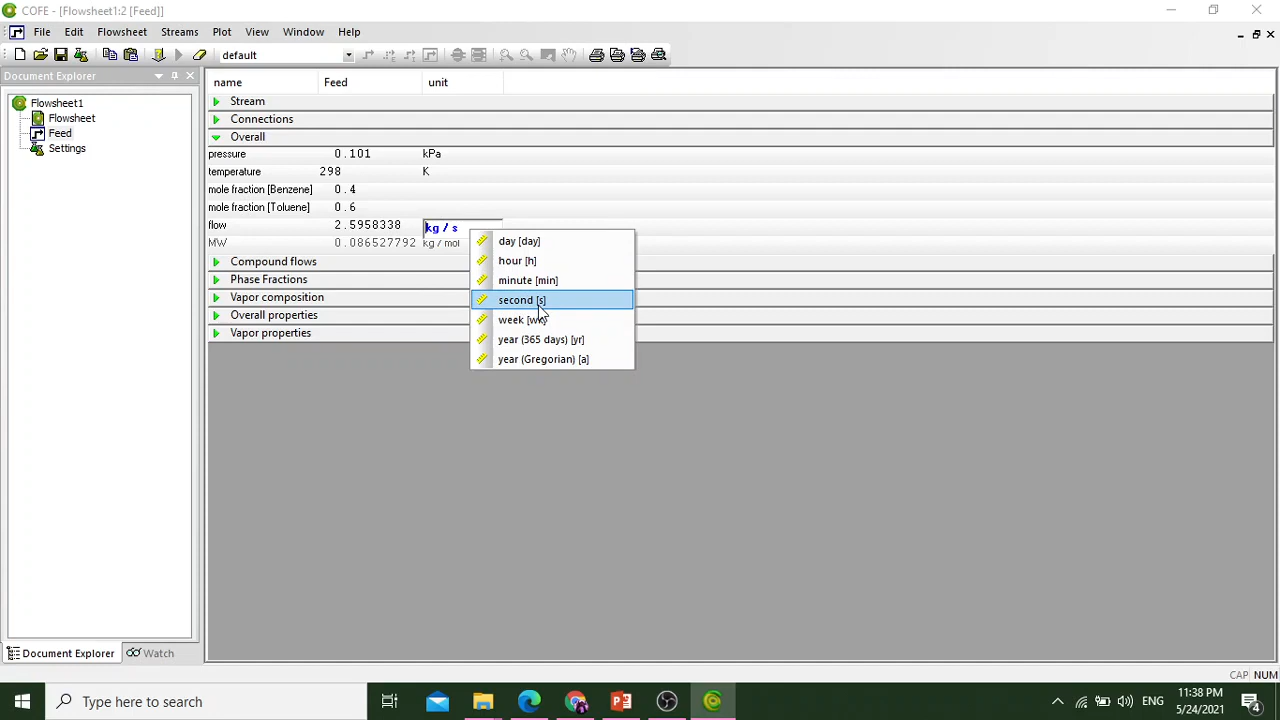 COFE - [Flowsheet1:2 [Feed]]
File Edit Flowsheet Streams Plot View Window Help
default
Document Explorer
Flowsheet1
Flowsheet
Feed
Settings
name Feed unit
Stream
Connections
Overall
pressure 0.101 kPa
temperature 298 K
mole fraction [Benzene] 0.4
mole fraction [Toluene] 0.6
flow 2.5958338 kg / s
MW 0.086527792 kg / mol
Compound flows
Phase Fractions
Vapor composition
Overall properties
Vapor properties
day [day]
hour [h]
minute [min]
second [s]
week [wk]
year (365 days) [yr]
year (Gregorian) [a]
Document Explorer Watch
CAP NUM
Type here to search
ENG
11:38 PM
5/24/2021
4